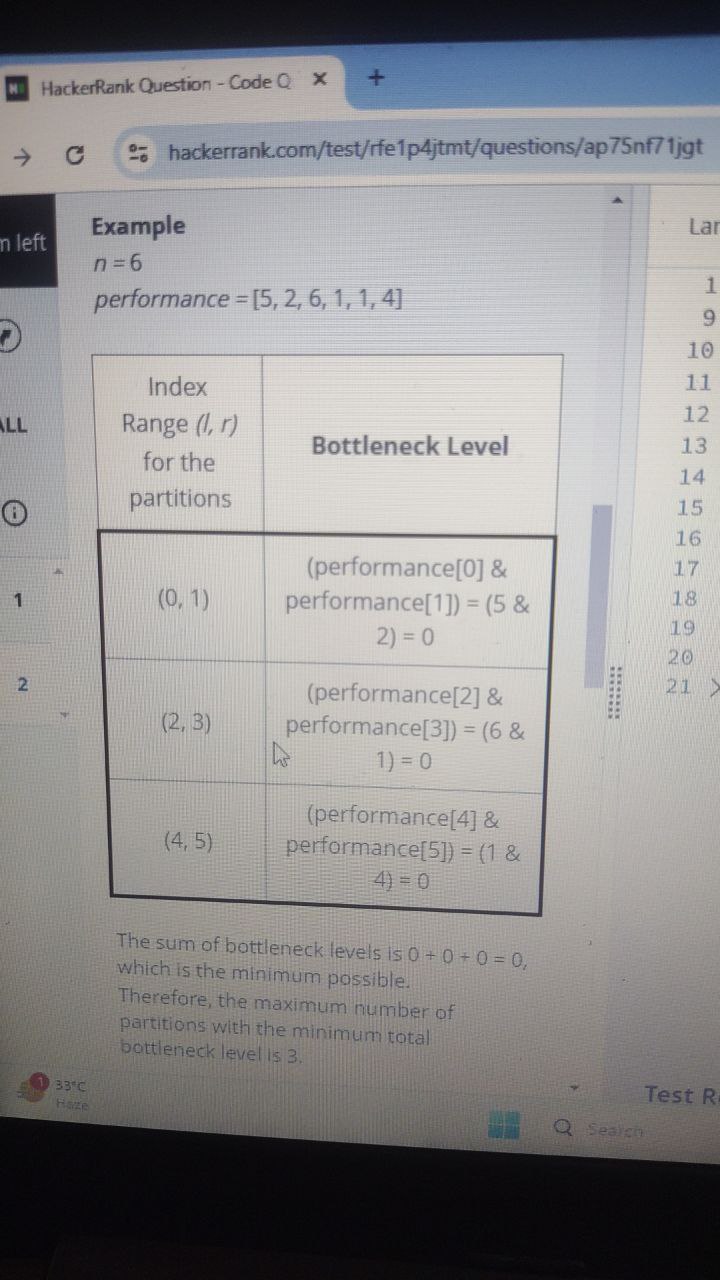 HackerRank Question - Code Q
hackerrank.com/test/rfe1p4jtmt/questions/ap75nf71jgt
left
ALL
1
2
Example
n = 6
performance = [5, 2, 6, 1, 1, 4]
Index
Range (l, r)
for the
partitions
Bottleneck Level
(0, 1)
(performance[0] &
performance[1]) = (5 &
2) = 0
(2, 3)
(performance[2] &
performance[3]) = (6 &
1) = 0
(4, 5)
(performance[4] &
performance[5]) = (1 &
4) = 0
The sum of bottleneck levels is 0 + 0 + 0 = 0,
which is the minimum possible.
Therefore, the maximum number of
partitions with the minimum total
bottleneck level is 3.
Lar
1
9
10
11
12
13
14
15
16
17
18
19
20
21
Test R
1
33°C
Haze
Search